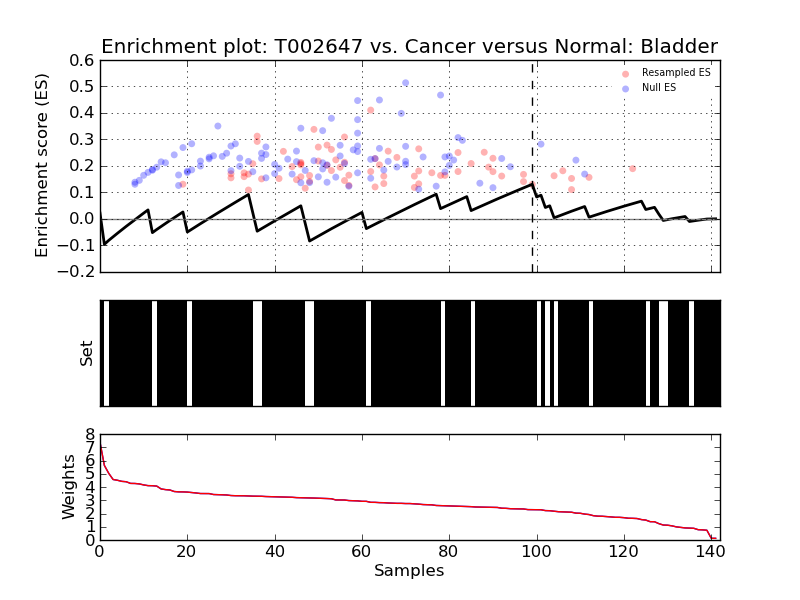 Enrichment plot: T002647 vs. Cancer versus Normal: Bladder
Enrichment score (ES)
0.6
0.5
0.4
0.3
0.2
0.1
0.0
−0.1
−0.2
Resampled ES
Null ES
Set
Weights
8
7
6
5
4
3
2
1
0
0 20 40 60 80 100 120 140
Samples